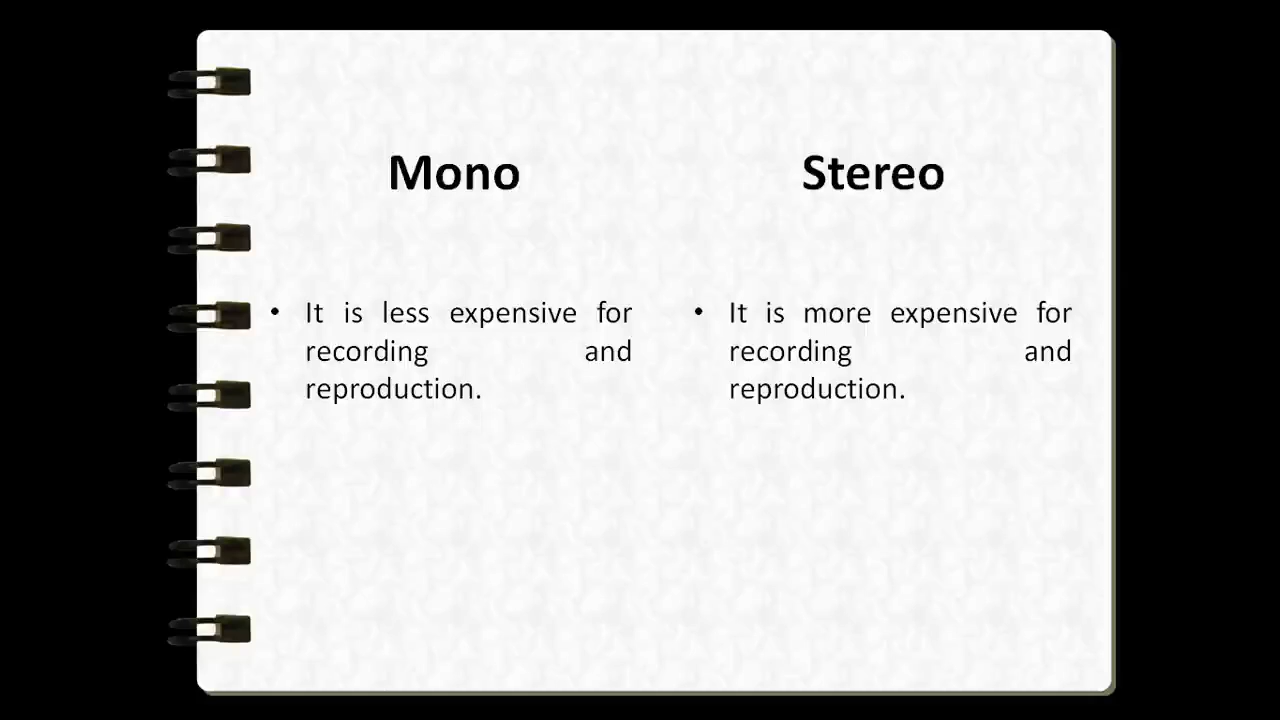 Mono
Stereo
• It is less expensive for
recording and
reproduction.
• It is more expensive for
recording and
reproduction.